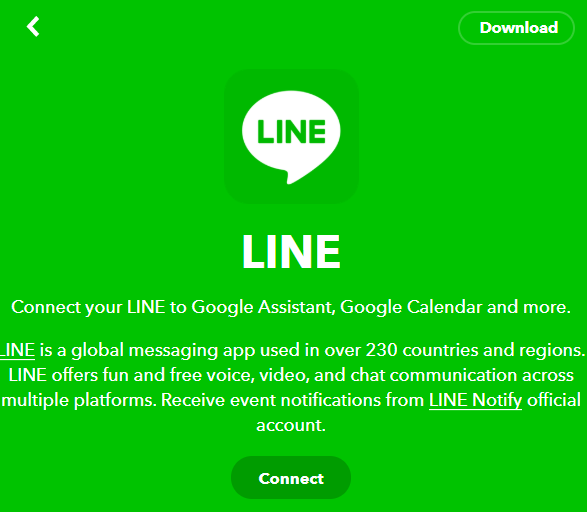 Download
LINE
LINE
Connect your LINE to Google Assistant, Google Calendar and more.
LINE is a global messaging app used in over 230 countries and regions.
LINE offers fun and free voice, video, and chat communication across
multiple platforms. Receive event notifications from LINE Notify official
account.
Connect